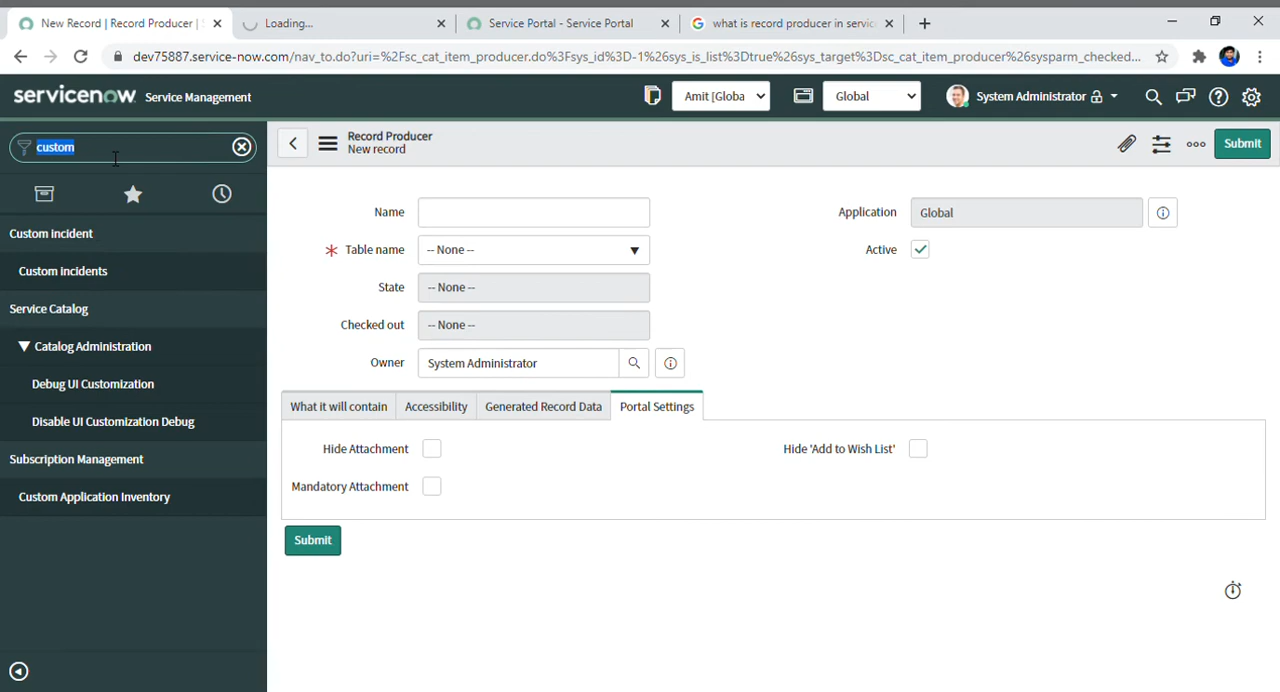 New Record | Record Producer |
Loading...
Service Portal - Service Portal
what is record producer in servic
dev75887.service-now.com/nav_to.do?uri=%2Fsc_cat_item_producer.do%3Fsys_id%3D-1%26sys_is_list%3Dtrue%26sys_target%3Dsc_cat_item_producer%26sysparm_checked...
servicenow Service Management
Amit [Globa
Global
System Administrator
custom
Record Producer
New record
Submit
Custom Incident
Custom incidents
Service Catalog
Catalog Administration
Debug UI Customization
Disable UI Customization Debug
Subscription Management
Custom Application Inventory
Name
Application Global
Table name -- None --
Active
State -- None --
Checked out -- None --
Owner System Administrator
What it will contain Accessibility Generated Record Data Portal Settings
Hide Attachment
Hide 'Add to Wish List'
Mandatory Attachment
Submit